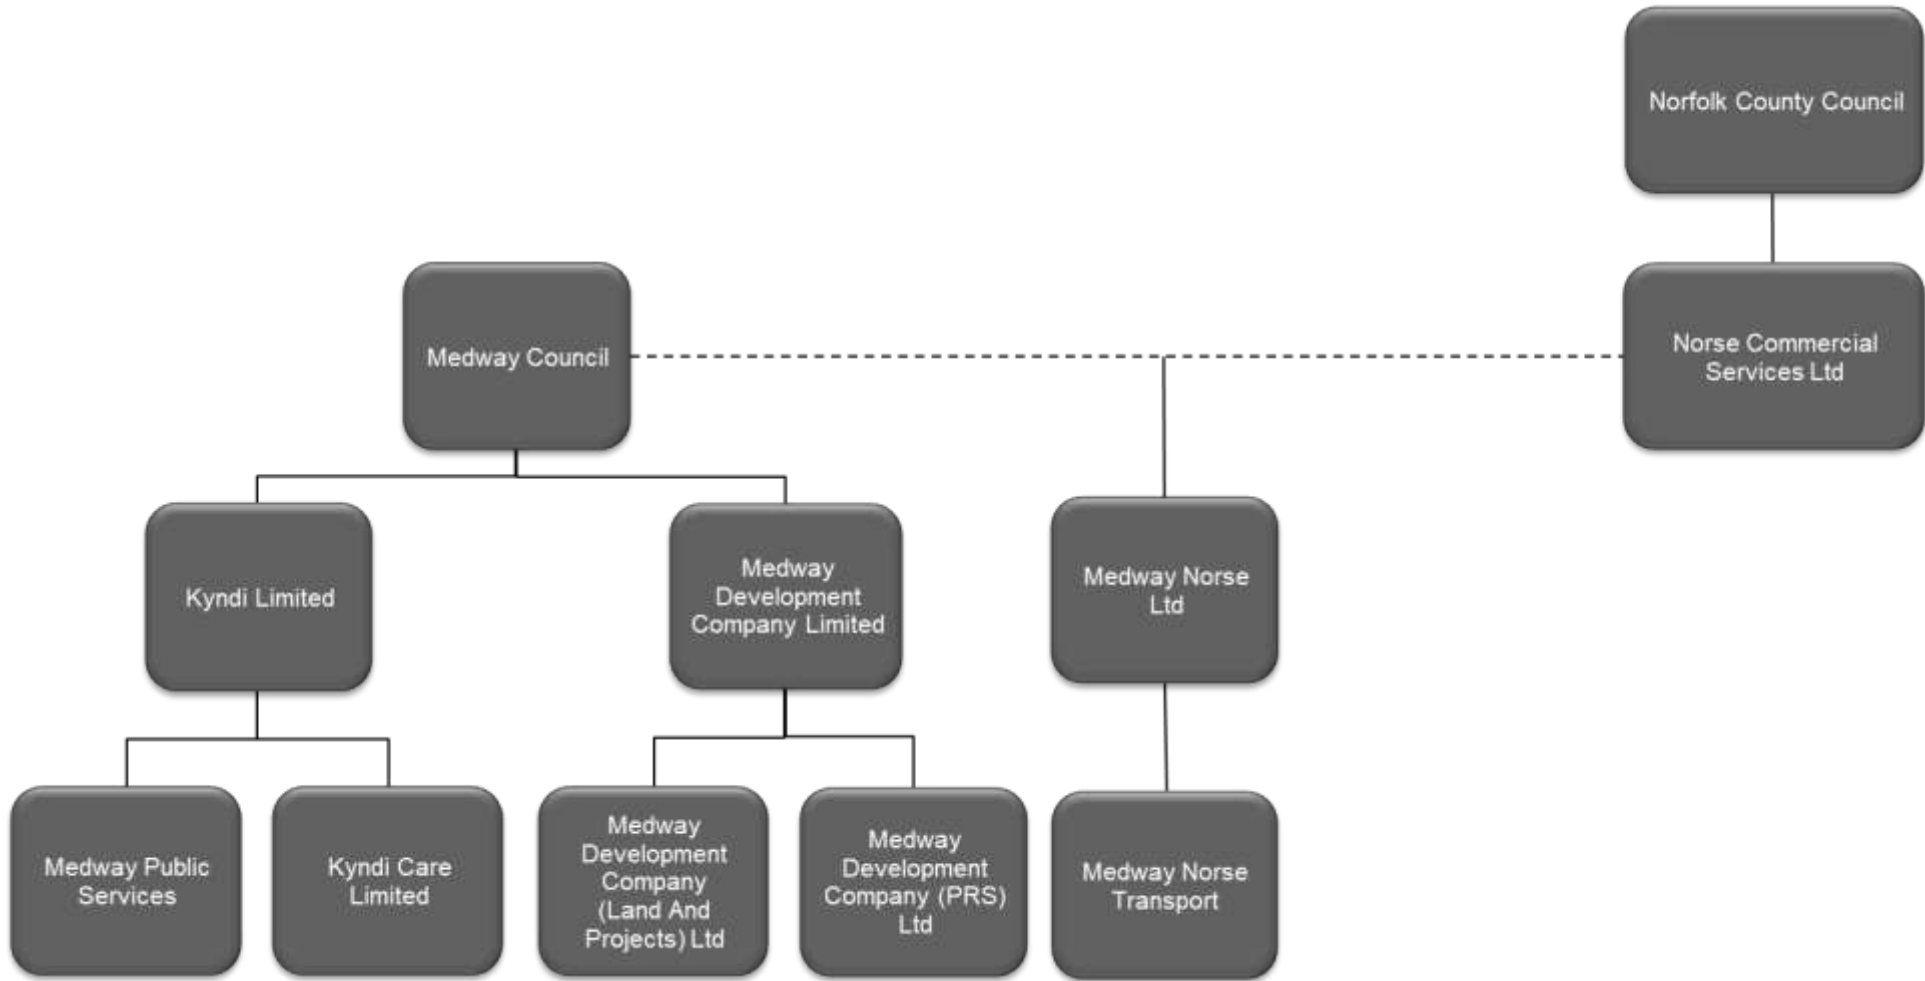 Norfolk County Council
Medway Council
Norse Commercial
Services Ltd
Kyndi Limited
Medway
Development
Company Limited
Medway Norse
Ltd
Medway Public
Services
Kyndi Care
Limited
Medway
Development
Company
(Land And
Projects) Ltd
Medway
Development
Company (PRS)
Ltd
Medway Norse
Transport